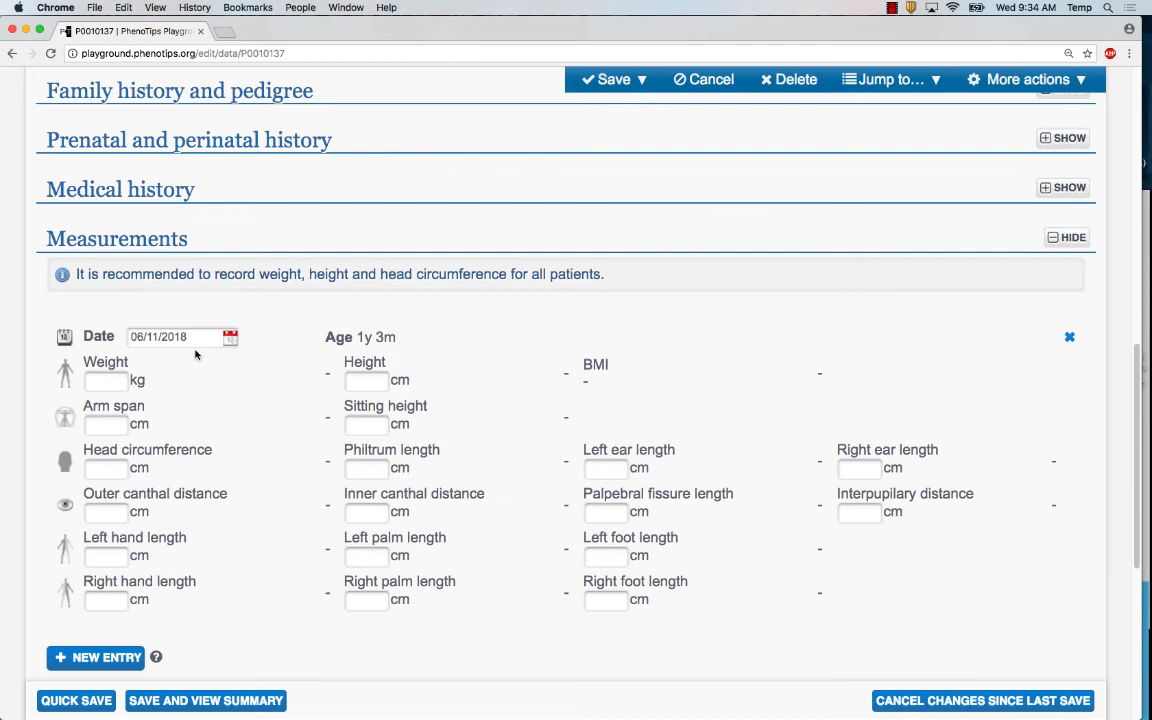 Chrome File Edit View History Bookmarks People Window Help Wed 9:34 AM Temp
P0010137 | PhenoTips Playgro
playground.phenotips.org/edit/data/P0010137 ABP
Save ▼ Cancel Delete Jump to... ▼ More actions ▼
Family history and pedigree
Prenatal and perinatal history SHOW
Medical history SHOW
Measurements HIDE
It is recommended to record weight, height and head circumference for all patients.
Date 06/11/2018 Age 1y 3m
Weight Height BMI
kg - cm - - -
Arm span Sitting height
cm - cm -
Head circumference Philtrum length Left ear length Right ear length
cm - cm - cm - cm -
Outer canthal distance Inner canthal distance Palpebral fissure length Interpupilary distance
cm - cm - cm - cm -
Left hand length Left palm length Left foot length
cm - cm - cm -
Right hand length Right palm length Right foot length
cm - cm - cm -
+ NEW ENTRY ?
QUICK SAVE SAVE AND VIEW SUMMARY CANCEL CHANGES SINCE LAST SAVE